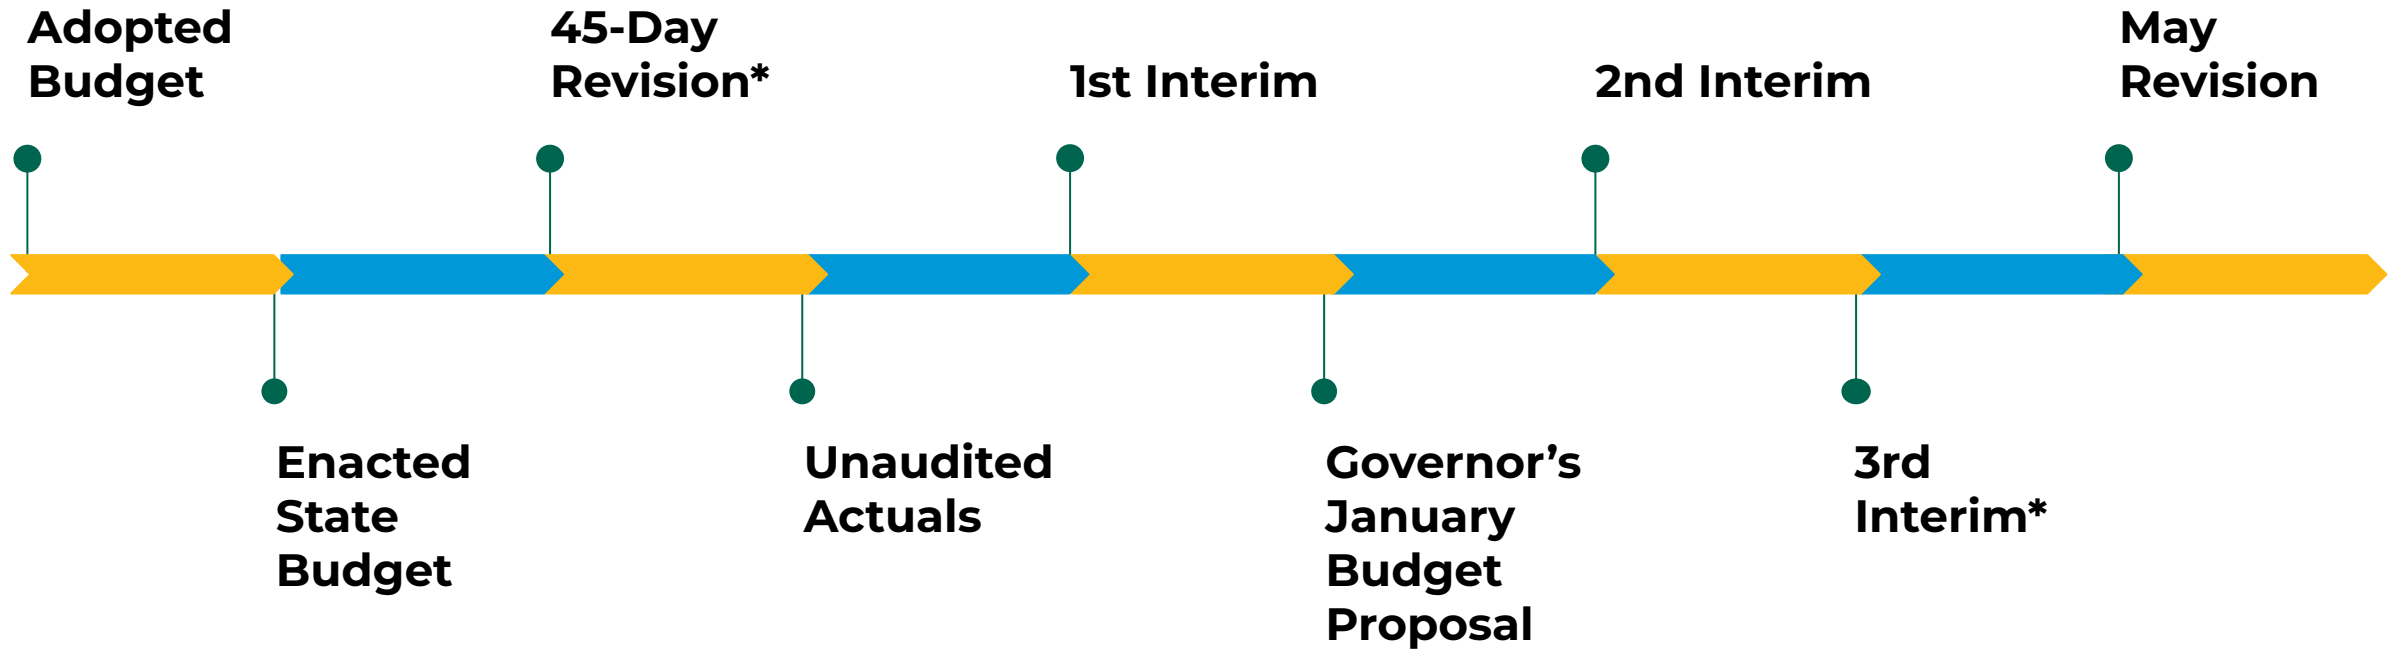 Adopted
Budget
45-Day
Revision*
1st Interim
2nd Interim
May
Revision
Enacted
State
Budget
Unaudited
Actuals
Governor’s
January
Budget
Proposal
3rd
Interim*